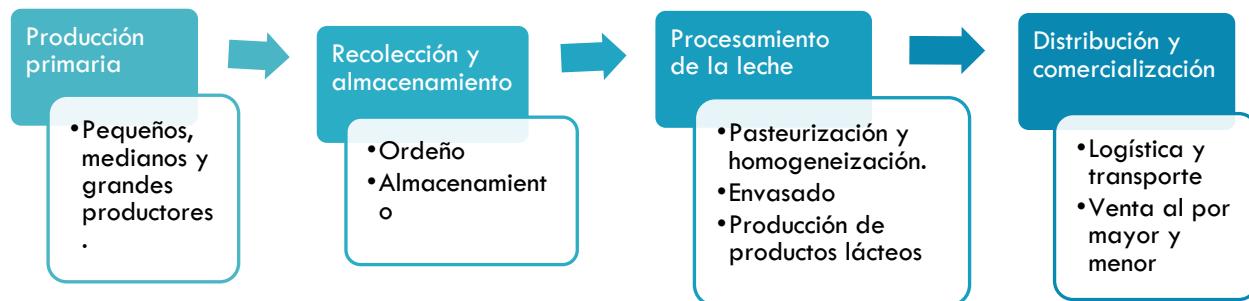 Producción
primaria
•Pequeños,
medianos y
grandes
productores
.
Recolección y
almacenamiento
•Ordeño
•Almacenamient
o
Procesamiento
de la leche
•Pasteurización y
homogeneización.
•Envasado
•Producción de
productos lácteos
Distribución y
comercialización
•Logística y
transporte
•Venta al por
mayor y
menor